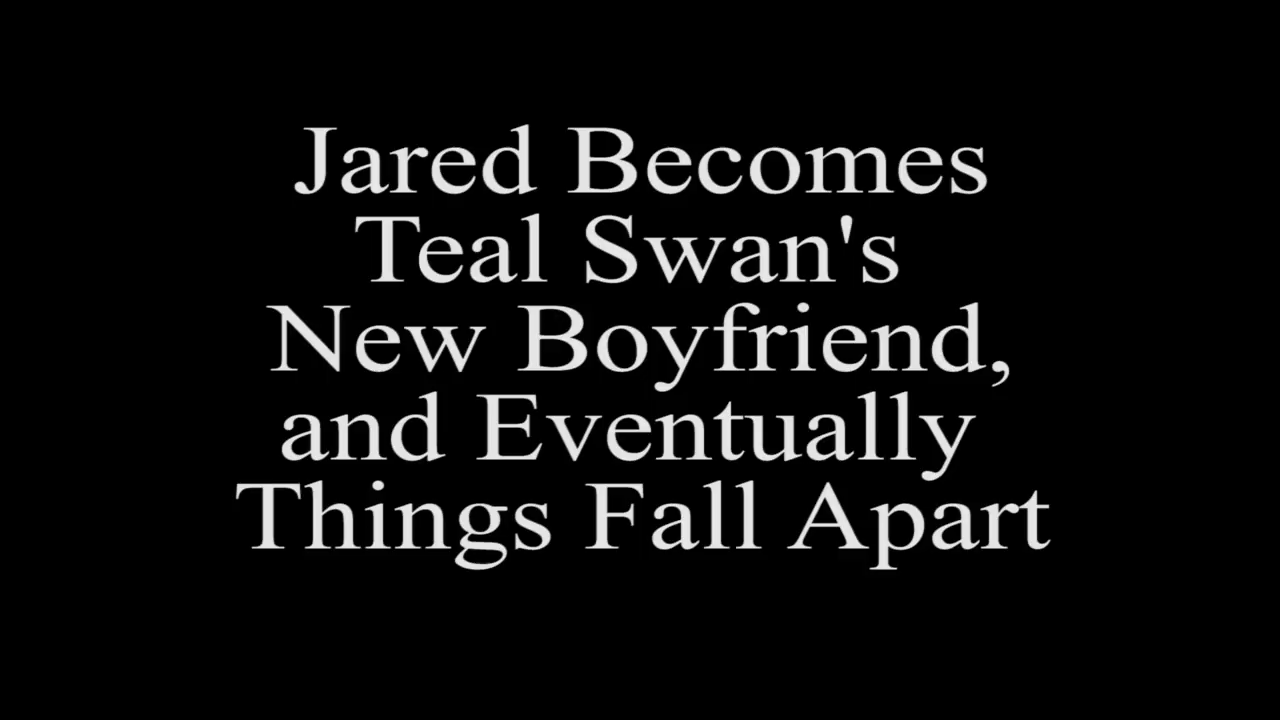 Jared Becomes
Teal Swan's
New Boyfriend,
and Eventually
Things Fall Apart